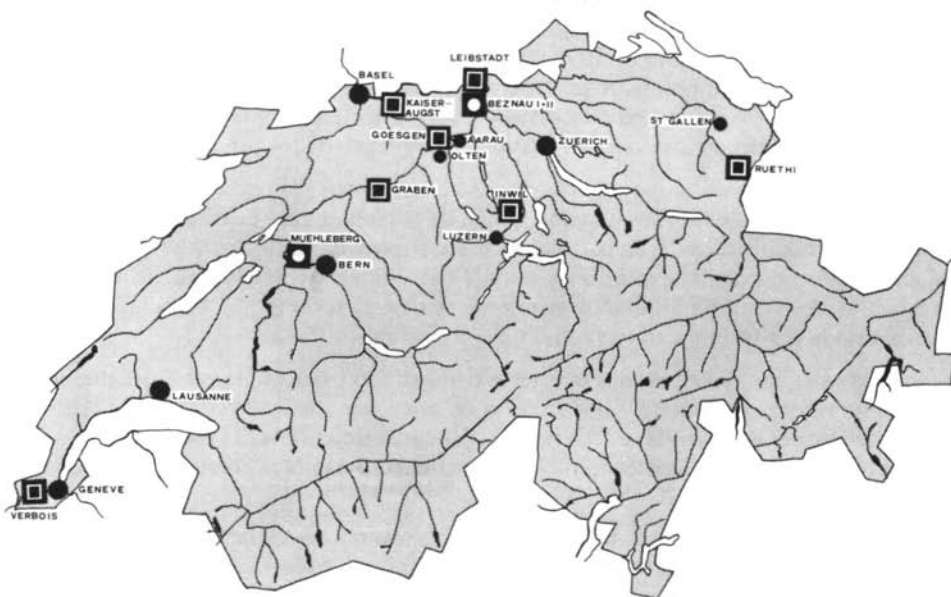 LEIBSTADT
BASEL
KAISER-
AUGST
BEZNAU I+II
ST GALLEN
GOESGEN
AARAU
ZUERICH
OLTEN
RUETHI
GRABEN
INWIL
MUEHLEBERG
LUZERN
BERN
LAUSANNE
GENEVE
VERBOIS